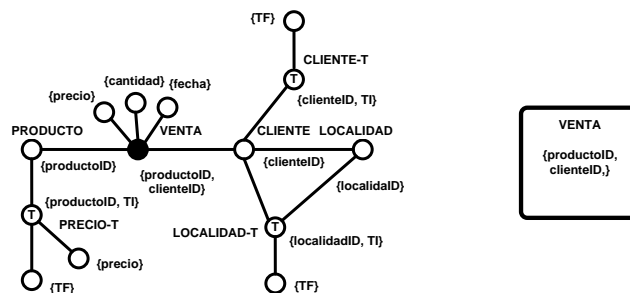 {TF}
CLIENTE-T
T
{cantidad}
{fecha}
{precio}
{clienteID, TI}
PRODUCTO
VENTA
CLIENTE
LOCALIDAD
{productoID}
{productoID,
clienteID}
{clienteID}
{localidaID}
{productoID, TI}
T
PRECIO-T
LOCALIDAD-T
T
{localidadID, TI}
{precio}
{TF}
{TF}
VENTA
{productoID,
clienteID,}